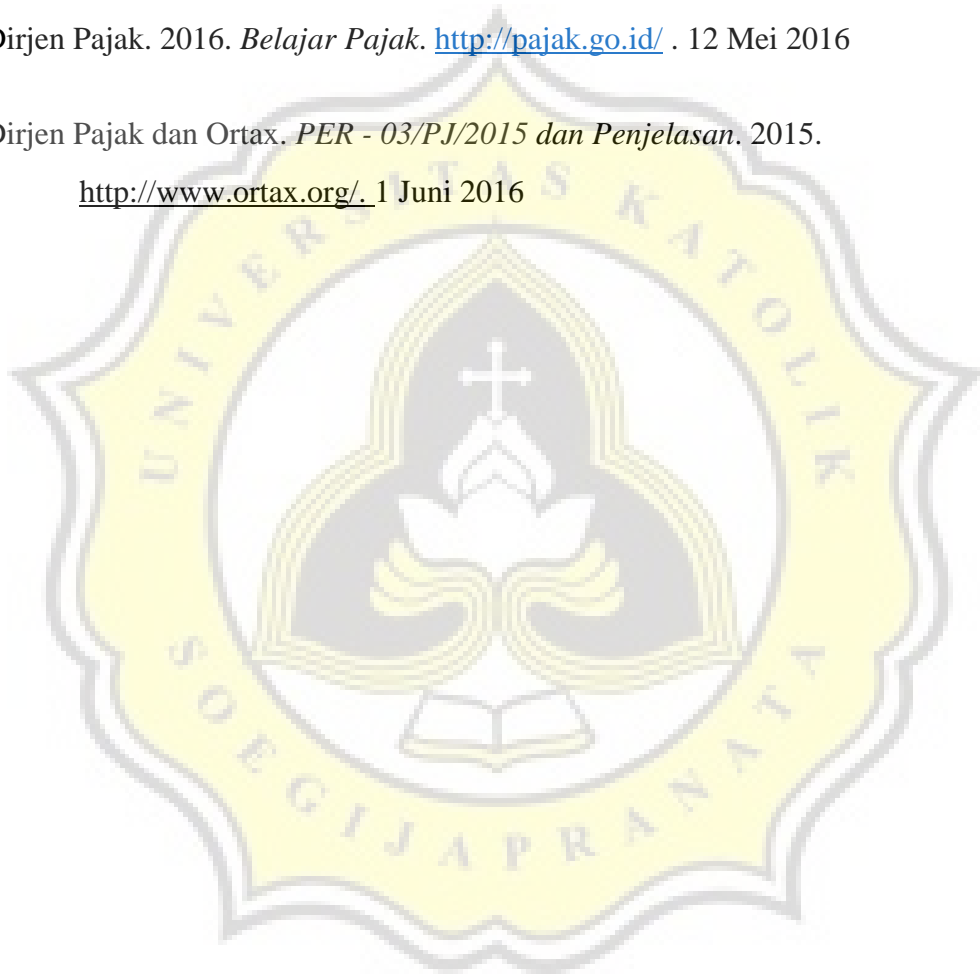 Dirjen Pajak. 2016. Belajar Pajak. http://pajak.go.id/ . 12 Mei 2016
Dirjen Pajak dan Ortax. PER - 03/PJ/2015 dan Penjelasan. 2015.
http://www.ortax.org/. 1 Juni 2016
UNIVERSITAS KATOLIK
SOEGIJAPRANATA